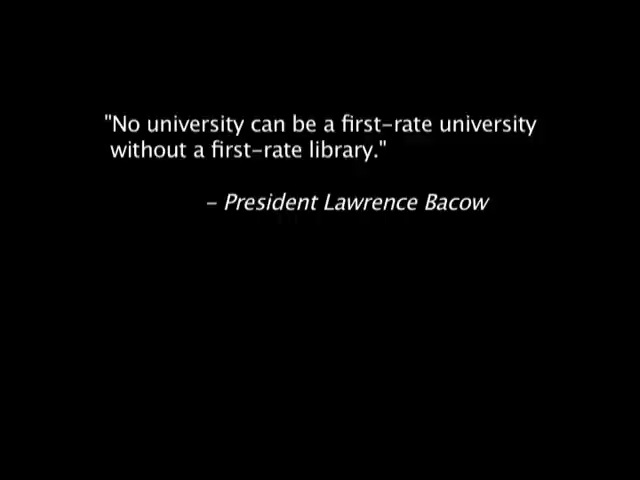 "No university can be a first-rate university
without a first-rate library."
- President Lawrence Bacow